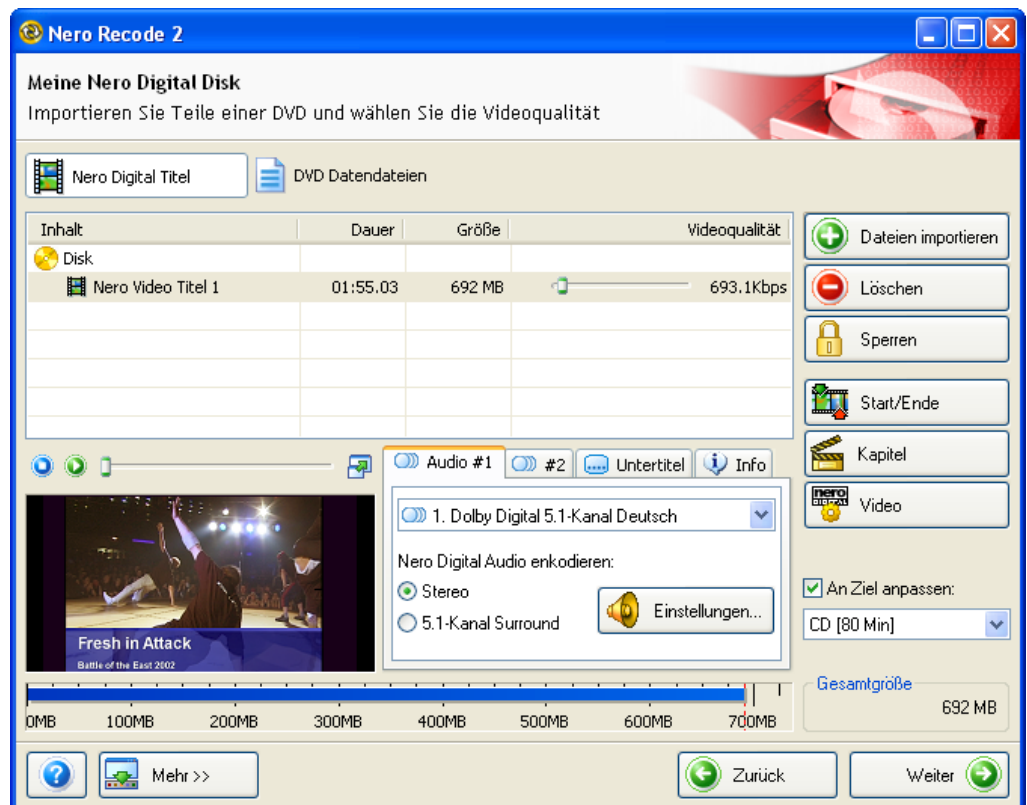 Nero Recode 2
Meine Nero Digital Disk
Importieren Sie Teile einer DVD und wählen Sie die Videoqualität
Nero Digital Titel
DVD Datendateien
Inhalt Dauer Größe Videoqualität
Disk
Nero Video Titel 1 01:55.03 692 MB 693.1Kbps
Dateien importieren
Löschen
Sperren
Start/Ende
Kapitel
nero DIGITAL Video
Audio #1 #2 Untertitel Info
1. Dolby Digital 5.1-Kanal Deutsch
Nero Digital Audio enkodieren:
Stereo
5.1-Kanal Surround
Einstellungen...
Fresh in Attack
Battle of the East 2002
An Ziel anpassen:
CD [80 Min]
Gesamtgröße
692 MB
0MB 100MB 200MB 300MB 400MB 500MB 600MB 700MB
Mehr >>
Zurück
Weiter